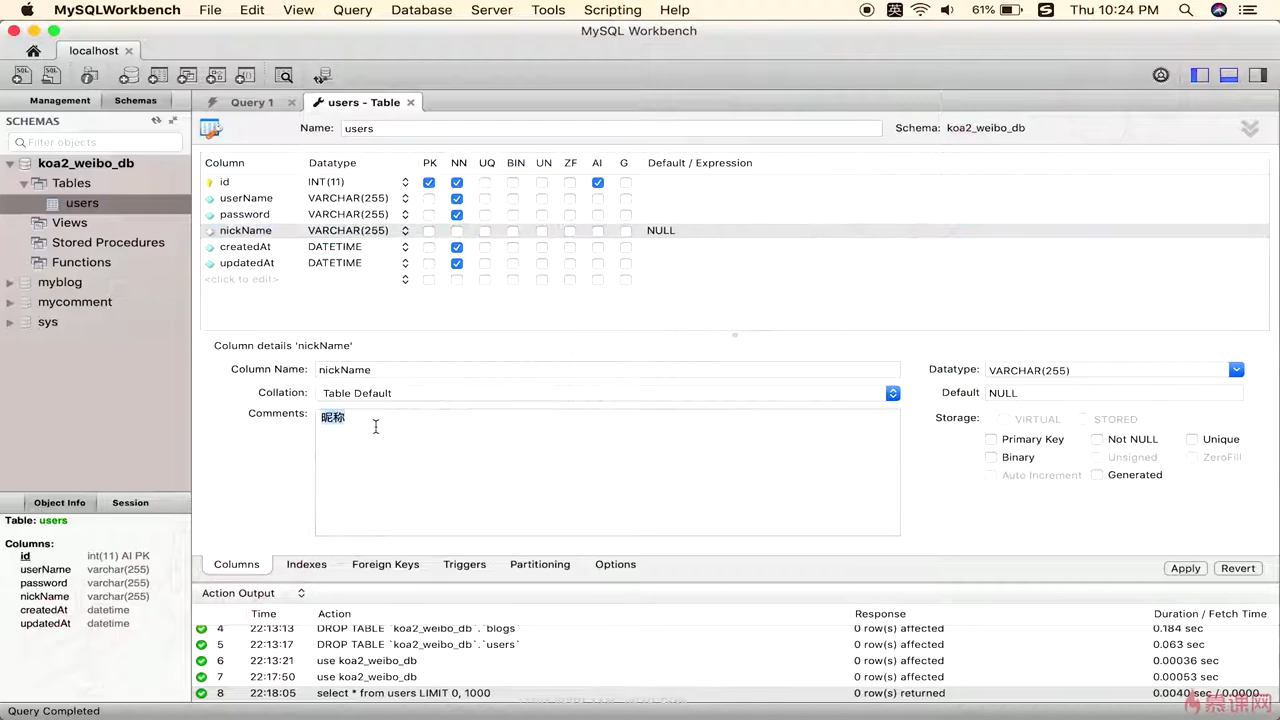 MySQLWorkbench File Edit View Query Database Server Tools Scripting Help 英 61% S Thu 10:24 PM
MySQL Workbench
localhost
Management Schemas
Query 1
users - Table
SCHEMAS
Filter objects
koa2_weibo_db
Tables
users
Views
Stored Procedures
Functions
myblog
mycomment
sys
Name: users Schema: koa2_weibo_db
Column Datatype PK NN UQ BIN UN ZF AI G Default / Expression
id INT(11)
userName VARCHAR(255)
password VARCHAR(255)
nickName VARCHAR(255) NULL
createdAt DATETIME
updatedAt DATETIME
<click to edit>
Column details 'nickName'
Column Name: nickName Datatype: VARCHAR(255)
Collation: Table Default Default NULL
Comments: 昵称
Storage: VIRTUAL STORED
Primary Key Not NULL Unique
Binary Unsigned ZeroFill
Auto Increment Generated
Object Info Session
Table: users
Columns:
id int(11) AI PK
userName varchar(255)
password varchar(255)
nickName varchar(255)
createdAt datetime
updatedAt datetime
Columns Indexes Foreign Keys Triggers Partitioning Options Apply Revert
Action Output
Time Action Response Duration / Fetch Time
4 22:13:13 DROP TABLE `koa2_weibo_db`.`blogs` 0 row(s) affected 0.184 sec
5 22:13:17 DROP TABLE `koa2_weibo_db`.`users` 0 row(s) affected 0.063 sec
6 22:13:21 use koa2_weibo_db 0 row(s) affected 0.00036 sec
7 22:17:50 use koa2_weibo_db 0 row(s) affected 0.00053 sec
8 22:18:05 select * from users LIMIT 0, 1000 0 row(s) returned 0.0040 sec / 0.0000...
Query Completed
慕课网